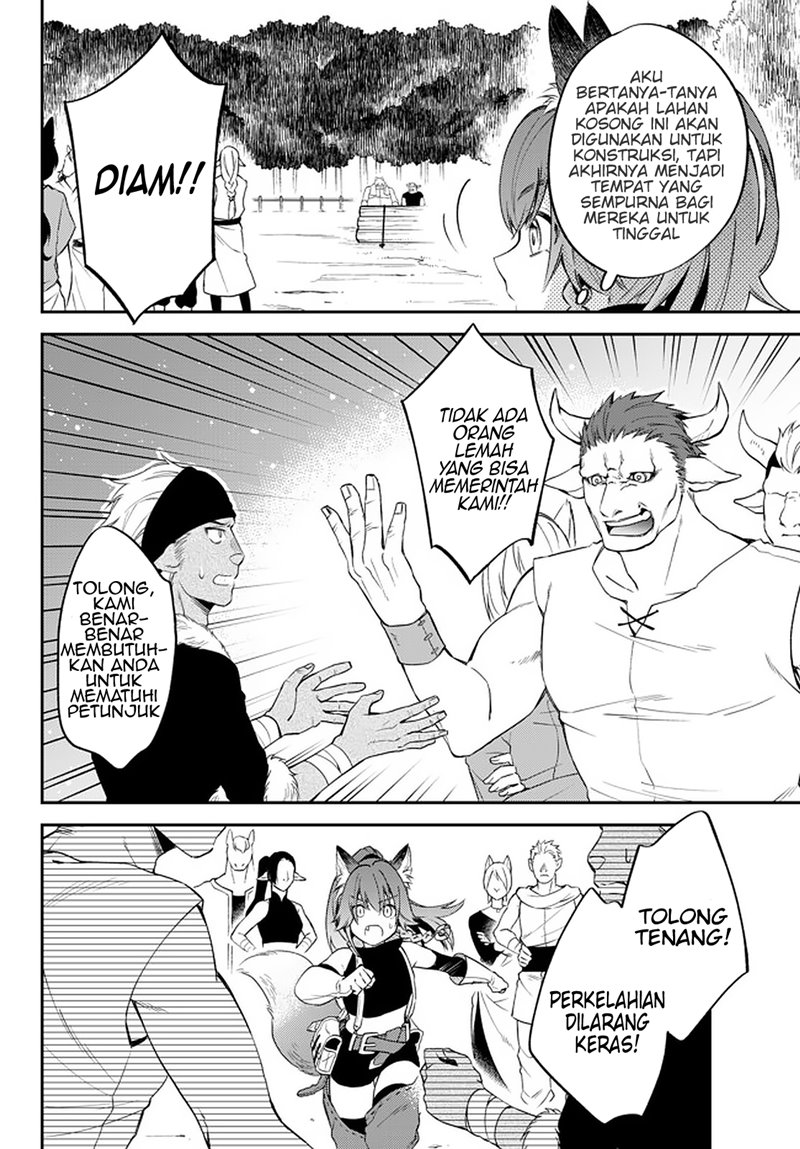 AKU
BERTANYA-TANYA
APAKAH LAHAN
KOSONG INI AKAN
DIGUNAKAN UNTUK
KONSTRUKSI, TAPI
AKHIRNYA MENJADI
TEMPAT YANG
SEMPURNA BAGI
MEREKA UNTUK
TINGGAL
DIAM!!
TIDAK ADA
ORANG
LEMAH
YANG BISA
MEMERINTAH
KAMI!!
TOLONG,
KAMI
BENAR-
BENAR
MEMBUTUH-
KAN ANDA
UNTUK
MEMATUHI
PETUNJUK
TOLONG
TENANG!
PERKELAHIAN
DILARANG
KERAS!